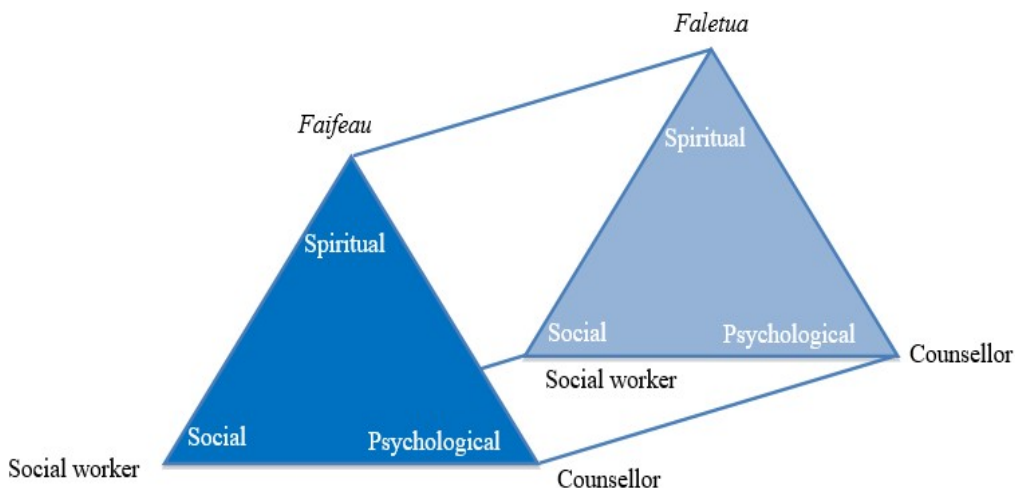 Faletua
Faifeau
Spiritual
Spiritual
Social
Psychological
Counsellor
Social worker
Social
Psychological
Social worker
Counsellor